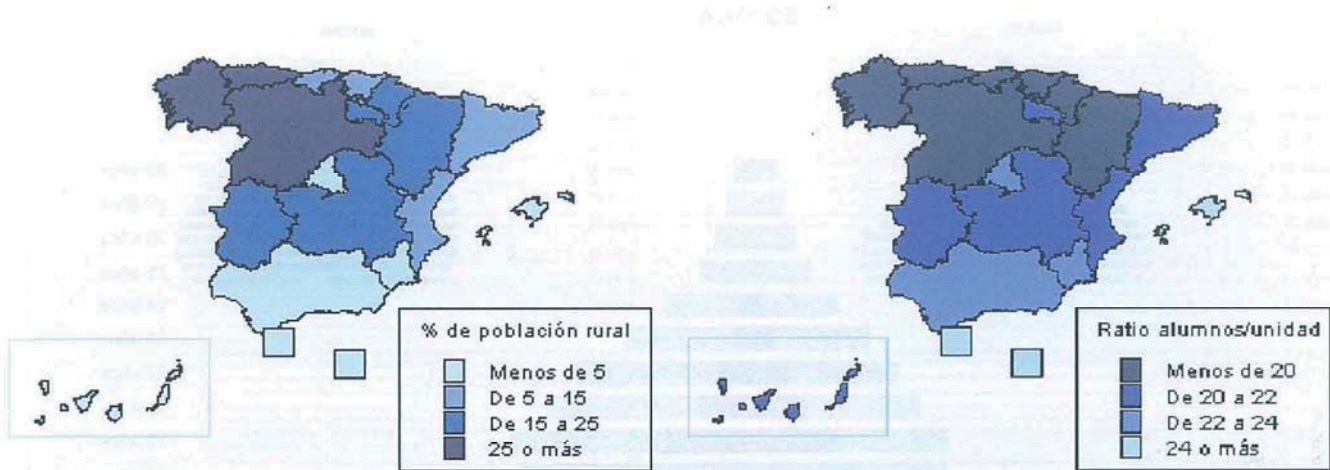 % de población rural
Menos de 5
De 5 a 15
De 15 a 25
25 o más
Ratio alumnos/unidad
Menos de 20
De 20 a 22
De 22 a 24
24 o más